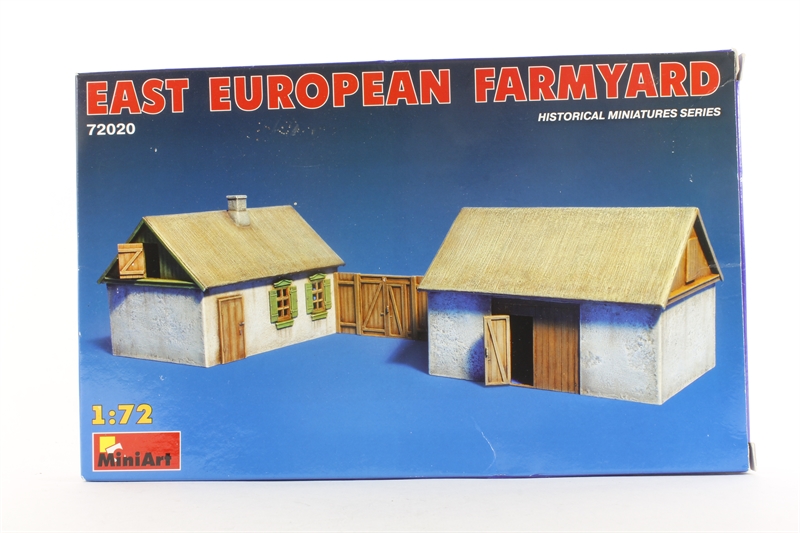 EAST EUROPEAN FARMYARD
72020
HISTORICAL MINIATURES SERIES
1:72
MiniArt